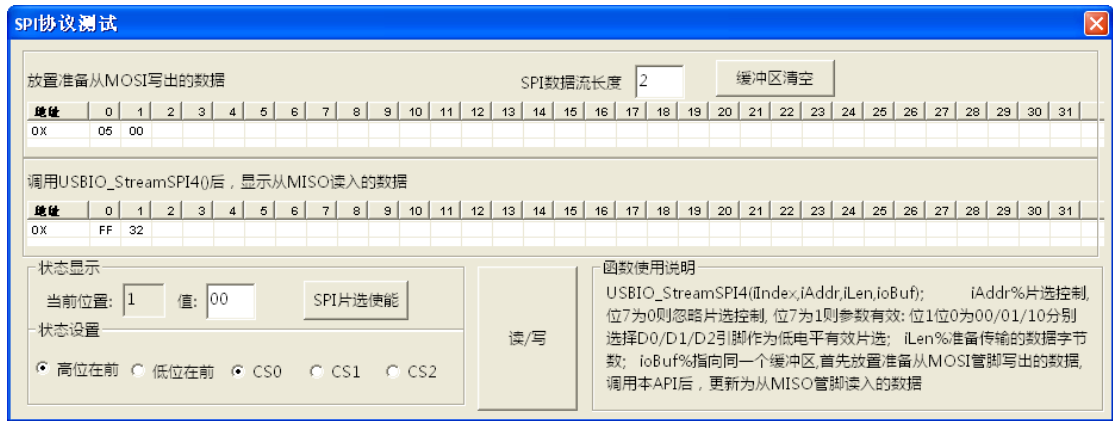 SPI协议测试
放置准备从MOSI写出的数据 SPI数据流长度 2 缓冲区清空
地址 0 1 2 3 4 5 6 7 8 9 10 11 12 13 14 15 16 17 18 19 20 21 22 23 24 25 26 27 28 29 30 31
0X 05 00
调用USBIO_StreamSPI4()后，显示从MISO读入的数据
地址 0 1 2 3 4 5 6 7 8 9 10 11 12 13 14 15 16 17 18 19 20 21 22 23 24 25 26 27 28 29 30 31
0X FF 32
状态显示
当前位置: 1 值: 00 SPI片选使能
状态设置
高位在前 低位在前 CS0 CS1 CS2
读/写
函数使用说明
USBIO_StreamSPI4(iIndex,iAddr,iLen,ioBuf); iAddr%片选控制,
位7为0则忽略片选控制, 位7为1则参数有效: 位1位0为00/01/10分别
选择D0/D1/D2引脚作为低电平有效片选; iLen%准备传输的数据字节
数; ioBuf%指向同一个缓冲区,首先放置准备从MOSI管脚写出的数据,
调用本API后，更新为从MISO管脚读入的数据